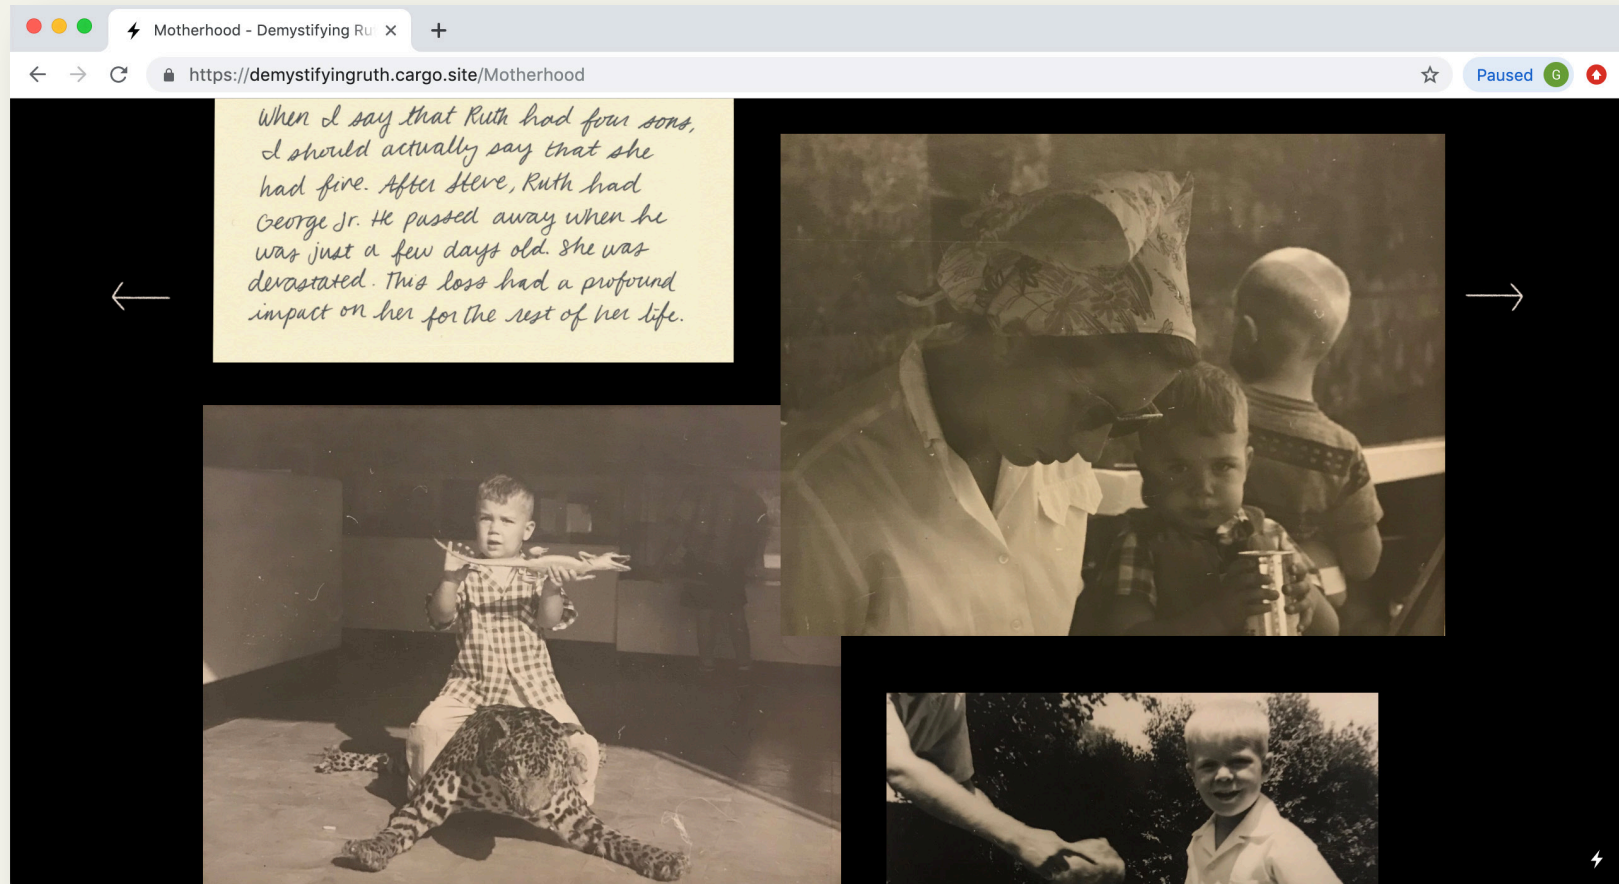 Motherhood - Demystifying Ru
https://demystifyingruth.cargo.site/Motherhood
Paused
G
When I say that Ruth had four sons,
I should actually say that she
had five. After Steve, Ruth had
George Jr. He passed away when he
was just a few days old. She was
devastated. This loss had a profound
impact on her for the rest of her life.